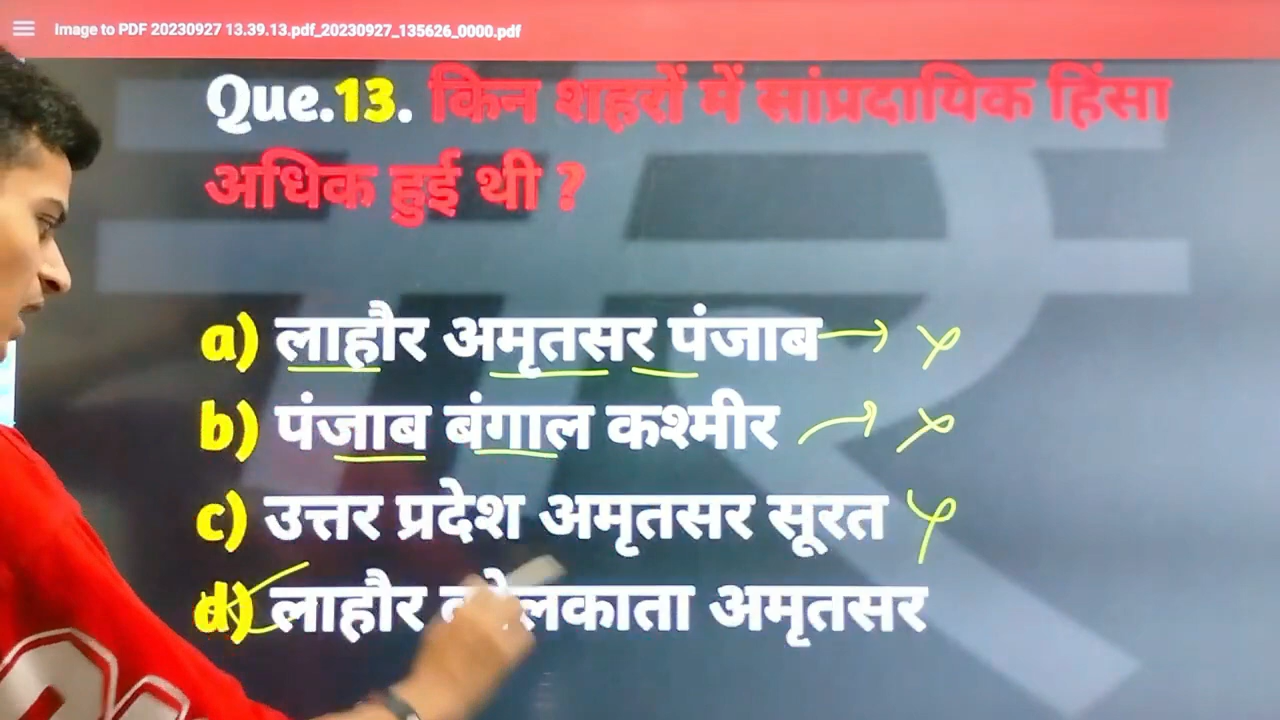 Image to PDF 20230927 13.39.13.pdf_20230927_135626_0000.pdf
Que.13. किन शहरों में सांप्रदायिक हिंसा
अधिक हुई थी ?
a) लाहौर अमृतसर पंजाब
b) पंजाब बंगाल कश्मीर
c) उत्तर प्रदेश अमृतसर सूरत
d) लाहौर कोलकाता अमृतसर